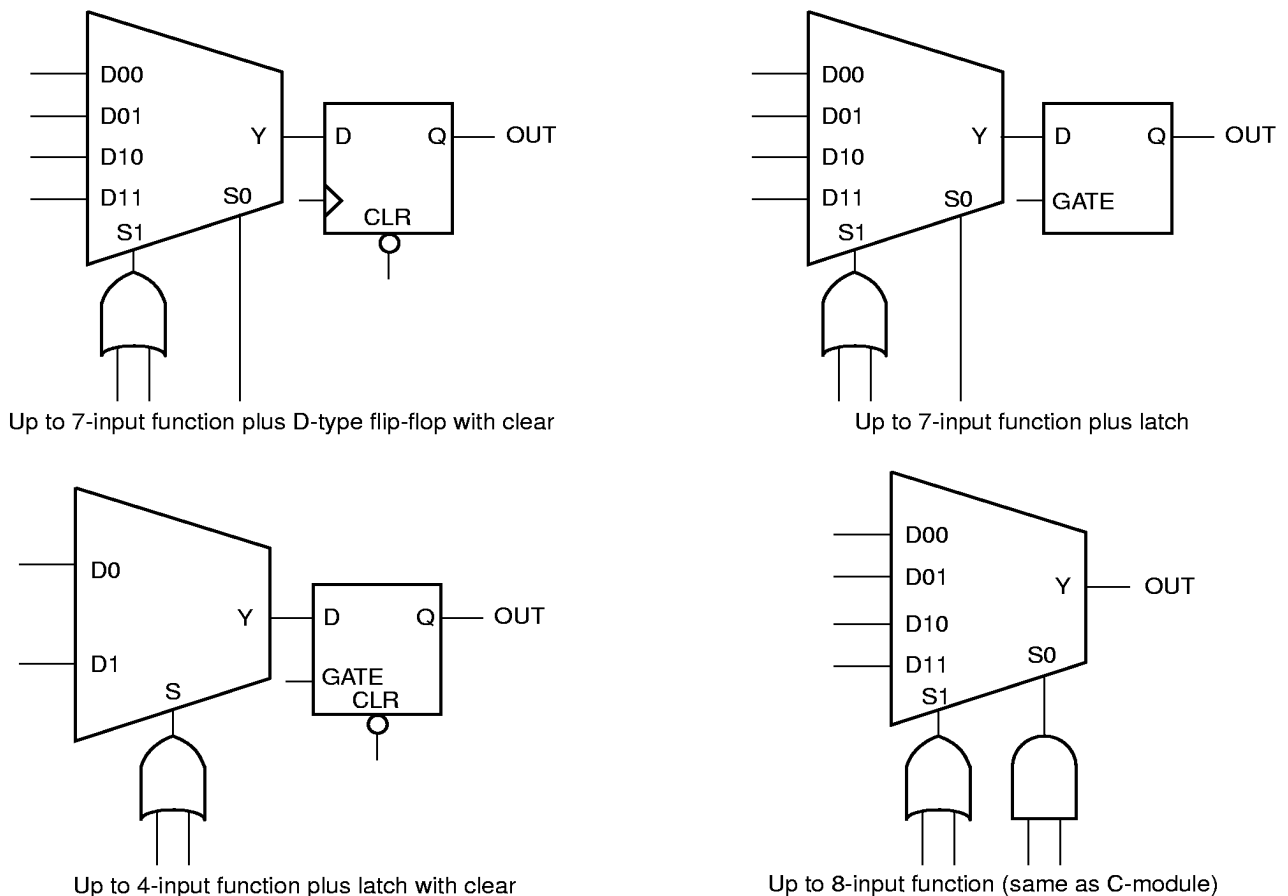 D00
D01
D10
D11
Y
S0
S1
D
Q
CLR
OUT
Up to 7-input function plus D-type flip-flop with clear
D00
D01
D10
D11
Y
S0
S1
D
Q
GATE
OUT
Up to 7-input function plus latch
D0
D1
Y
S
D
Q
GATE
CLR
OUT
Up to 4-input function plus latch with clear
D00
D01
D10
D11
Y
S0
S1
OUT
Up to 8-input function (same as C-module)